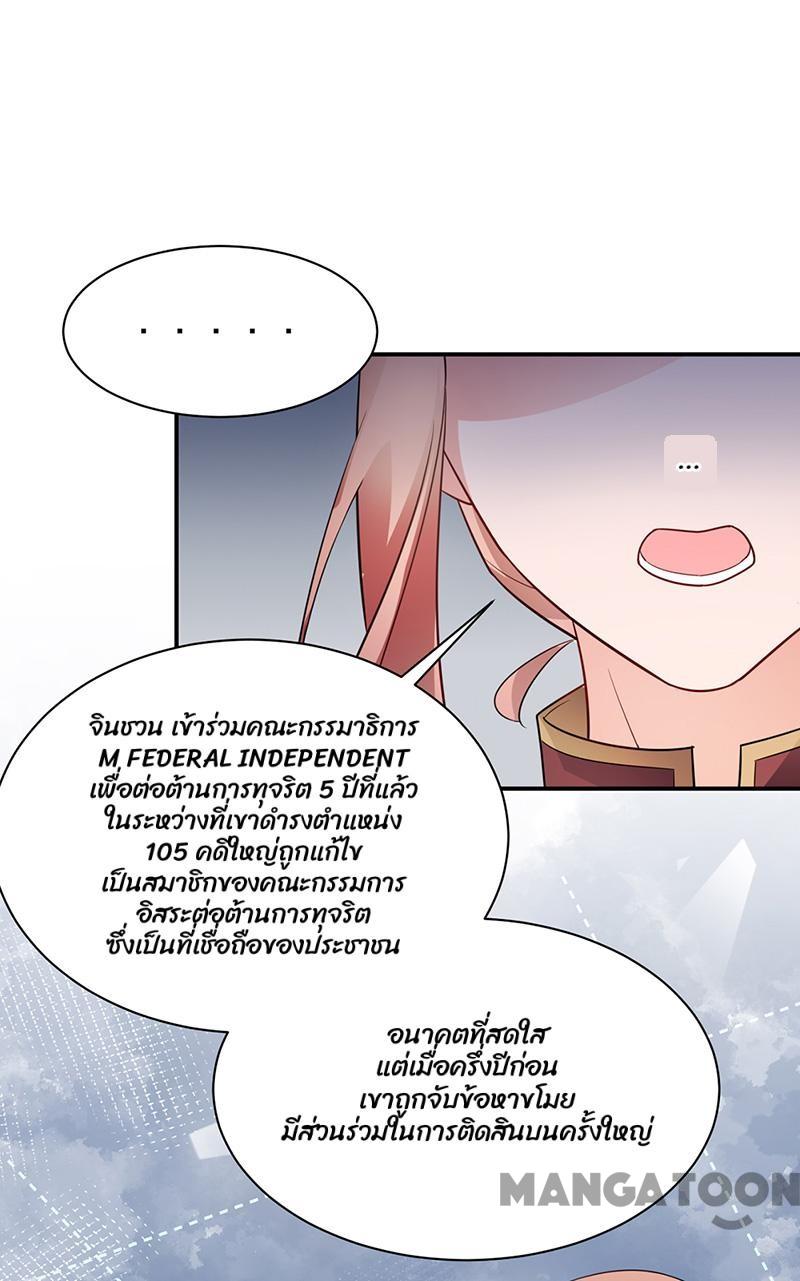 . . . . .
...
จินชวน เข้าร่วมคณะกรรมาธิการ
M FEDERAL INDEPENDENT
เพื่อต่อต้านการทุจริต 5 ปีที่แล้ว
ในระหว่างที่เขาดำรงตำแหน่ง
105 คดีใหญ่ถูกแก้ไข
เป็นสมาชิกของคณะกรรมการ
อิสระต่อต้านการทุจริต
ซึ่งเป็นที่เชื่อถือของประชาชน
อนาคตที่สดใส
แต่เมื่อครึ่งปีก่อน
เขาถูกจับข้อหาขโมย
มีส่วนร่วมในการติดสินบนครั้งใหญ่
MANGATOON